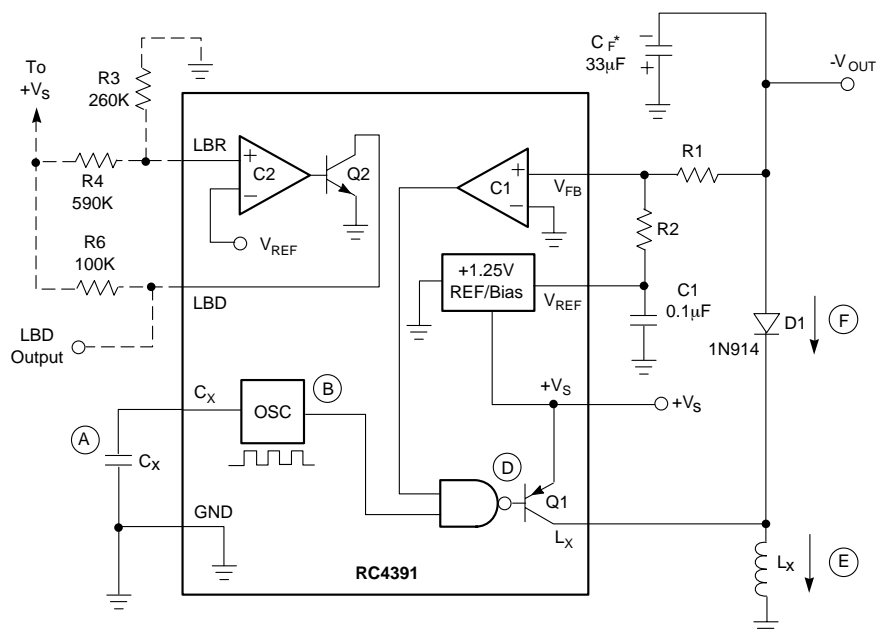 To
+VS
R3
260K
CF*
33µF
−
+
-VOUT
R4
590K
LBR
+
−
C2
Q2
VREF
C1
+
−
VFB
R1
R2
R6
100K
LBD
LBD
Output
+1.25V
REF/Bias
VREF
C1
0.1µF
D1
1N914
F
+VS
+VS
CX
OSC
B
A
CX
D
Q1
GND
LX
RC4391
LX
E